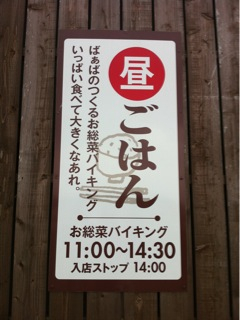 昼ごはん
ばぁばのつくるお総菜バイキング
いっぱい食べて大きくなあれ。
お総菜バイキング
11:00〜14:30
入店ストップ 14:00